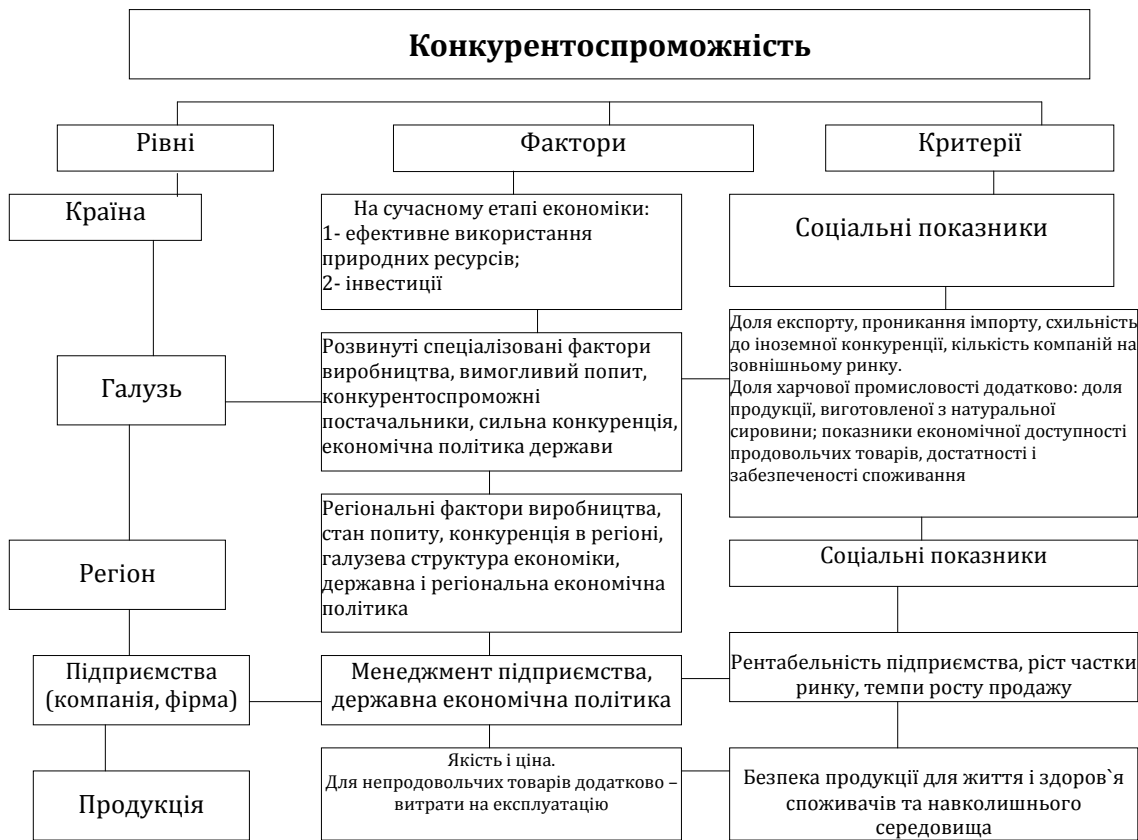 Конкурентоспроможність
Рівні
Фактори
Критерії
Країна
На сучасному етапі економіки:
1- ефективне використання
природних ресурсів;
2- інвестиції
Соціальні показники
Галузь
Розвинуті спеціалізовані фактори
виробництва, вимогливий попит,
конкурентоспроможні
постачальники, сильна конкуренція,
економічна політика держави
Доля експорту, проникання імпорту, схильність
до іноземної конкуренції, кількість компаній на
зовнішньому ринку.
Доля харчової промисловості додатково: доля
продукції, виготовленої з натуральної
сировини; показники економічної доступності
продовольчих товарів, достатності і
забезпеченості споживання
Регіон
Регіональні фактори виробництва,
стан попиту, конкуренція в регіоні,
галузева структура економіки,
державна і регіональна економічна
політика
Соціальні показники
Підприємства
(компанія, фірма)
Менеджмент підприємства,
державна економічна політика
Рентабельність підприємства, ріст частки
ринку, темпи росту продажу
Продукція
Якість і ціна.
Для непродовольчих товарів додатково –
витрати на експлуатацію
Безпека продукції для життя і здоров`я
споживачів та навколишнього
середовища